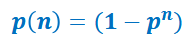 p(n) = (1 − pⁿ)